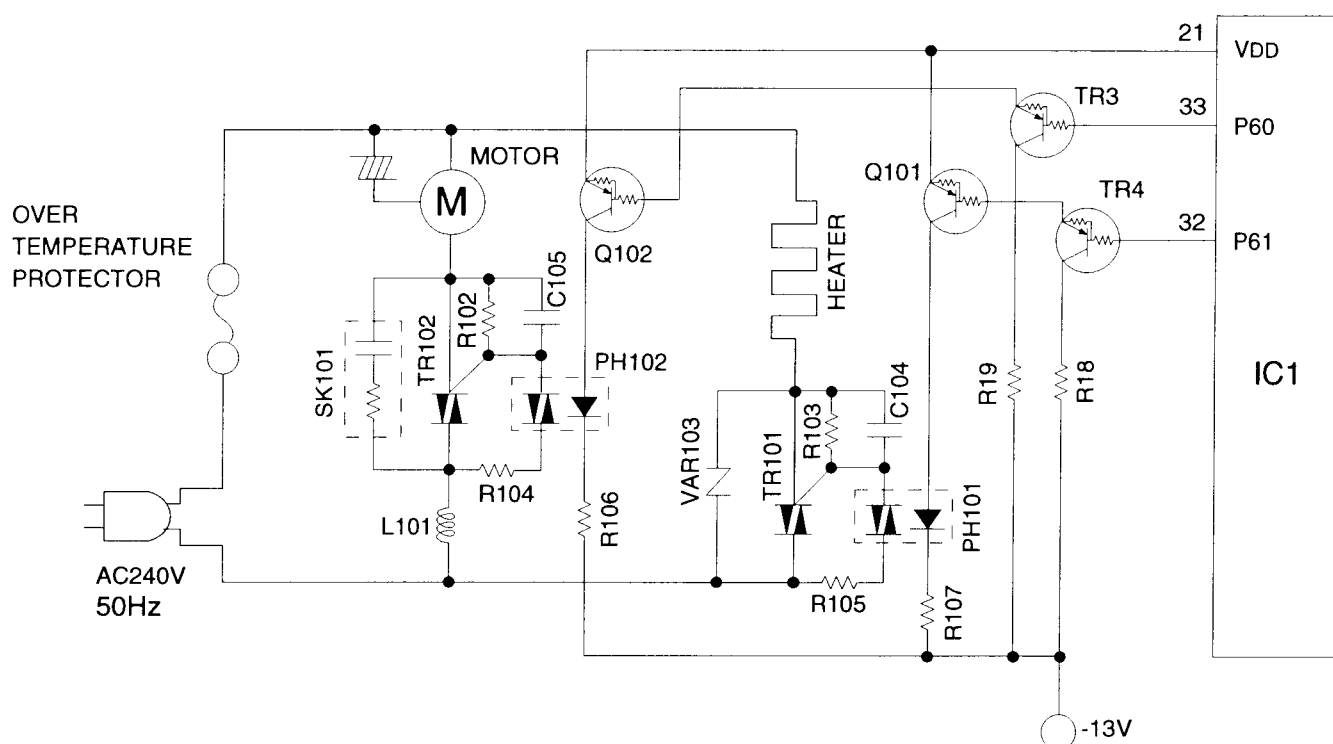 21
VDD
TR3
33
P60
MOTOR
Q101
TR4
M
OVER
TEMPERATURE
PROTECTOR
32
P61
Q102
HEATER
C105
R102
TR102
PH102
SK101
C104
R103
TR101
VAR103
R19
R18
IC1
R104
R106
PH101
L101
AC240V
50Hz
R105
R107
-13V